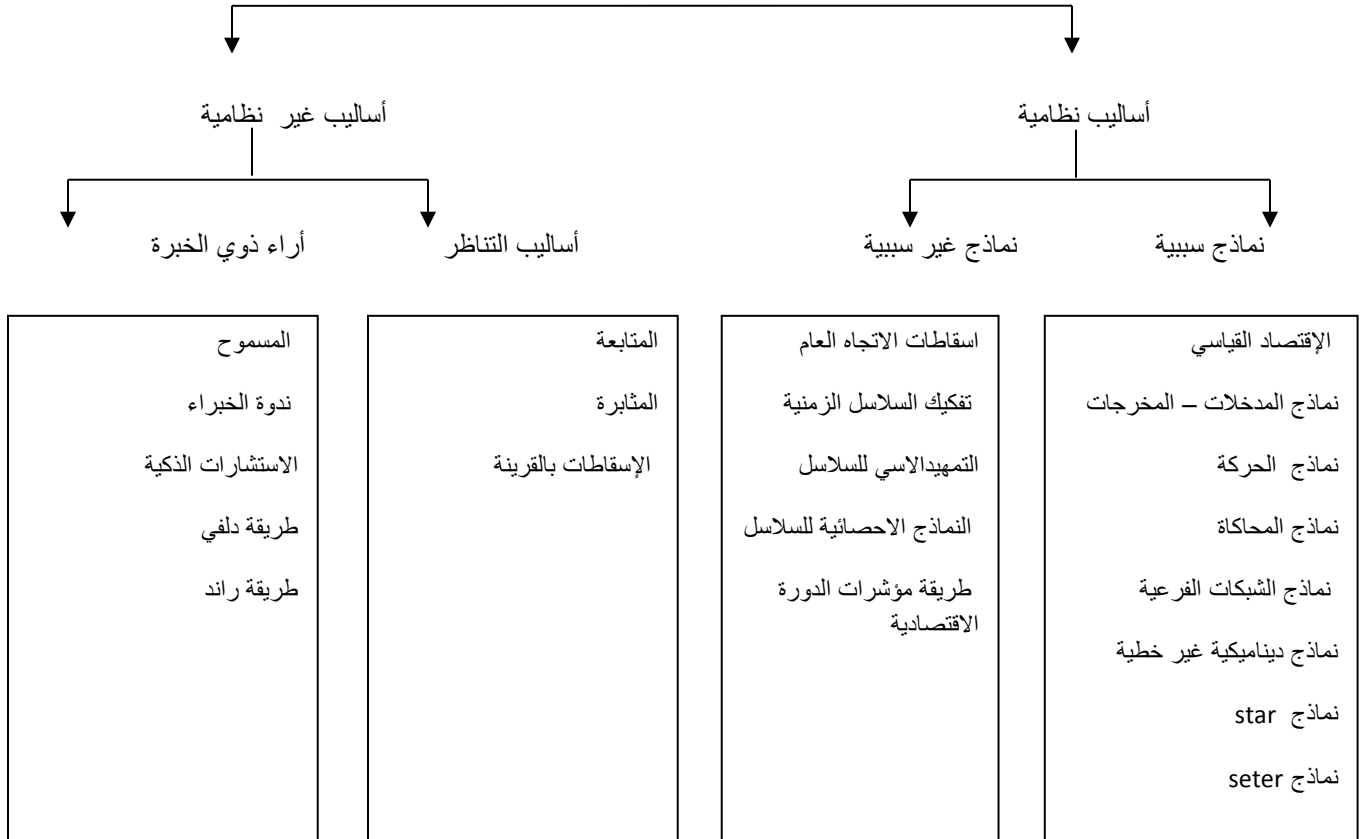 أساليب نظامية
أساليب غير نظامية
نماذج سببية
نماذج غير سببية
أساليب التناظر
أراء ذوي الخبرة
الإقتصاد القياسي
نماذج المدخلات – المخرجات
نماذج الحركة
نماذج المحاكاة
نماذج الشبكات الفرعية
نماذج ديناميكية غير خطية
نماذج star
نماذج seter
اسقاطات الاتجاه العام
تفكيك السلاسل الزمنية
التمهيدالاسي للسلاسل
النماذج الاحصائية للسلاسل
طريقة مؤشرات الدورة
الاقتصادية
المتابعة
المثابرة
الإسقاطات بالقرينة
المسموح
ندوة الخبراء
الاستشارات الذكية
طريقة دلفي
طريقة راند